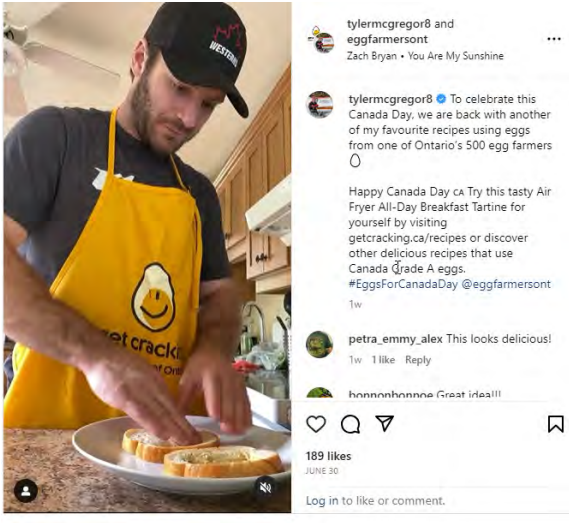 WESTERN
get crack
of Ont
tylermcgregor8 and
eggfarmersont
Zach Bryan • You Are My Sunshine
tylermcgregor8 To celebrate this
Canada Day, we are back with another
of my favourite recipes using eggs
from one of Ontario's 500 egg farmers
Happy Canada Day CA Try this tasty Air
Fryer All-Day Breakfast Tartine for
yourself by visiting
getcracking.ca/recipes or discover
other delicious recipes that use
Canada Grade A eggs.
#EggsForCanadaDay @eggfarmersont
1w
petra_emmy_alex This looks delicious!
1w 1 like Reply
bonnonbonpoe Great idea!!!
189 likes
JUNE 30
Log in to like or comment.